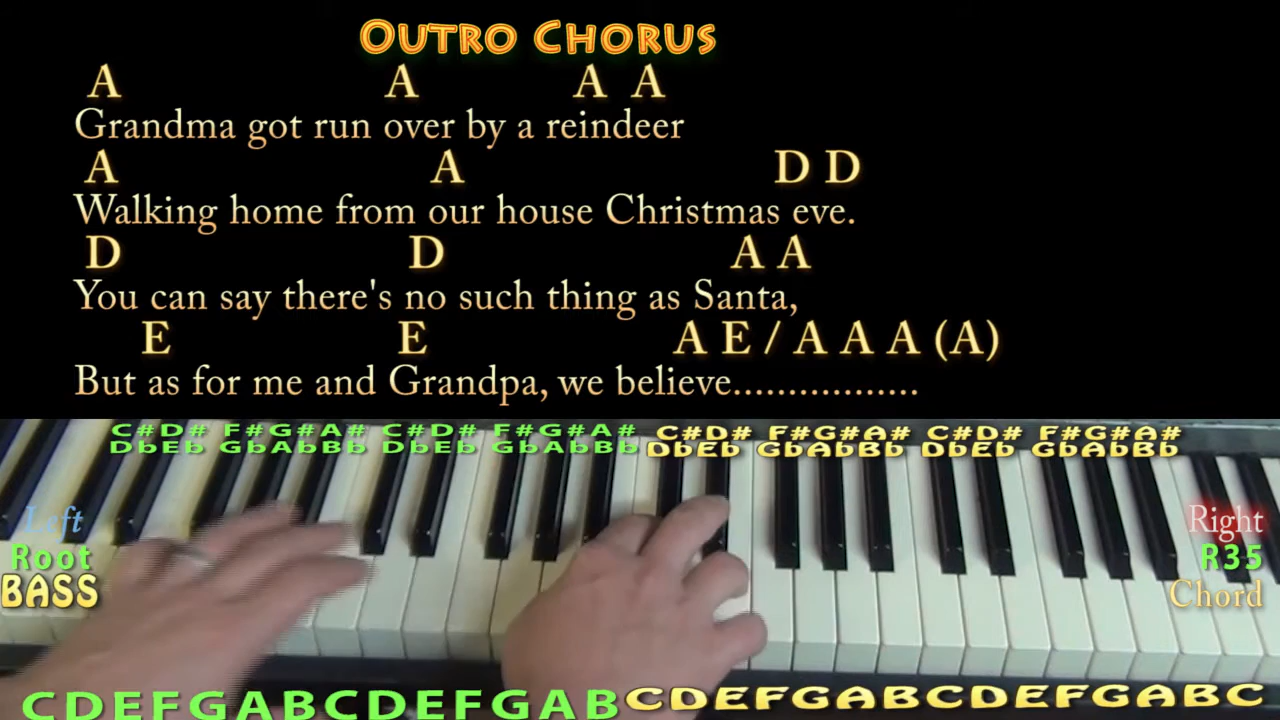 OUTRO CHORUS
A A A A
Grandma got run over by a reindeer
A A D D
Walking home from our house Christmas eve.
D D A A
You can say there's no such thing as Santa,
E E A E / A A A (A)
But as for me and Grandpa, we believe.................
C#D# F#G#A# C#D# F#G#A# C#D# F#G#A# C#D# F#G#A#
DbEb GbAbBb DbEb GbAbBb DbEb GbAbBb DbEb GbAbBb
Left
Root
BASS
Right
R35
Chord
CDEFGABCDEFGABCDEFGABCDEFGABC